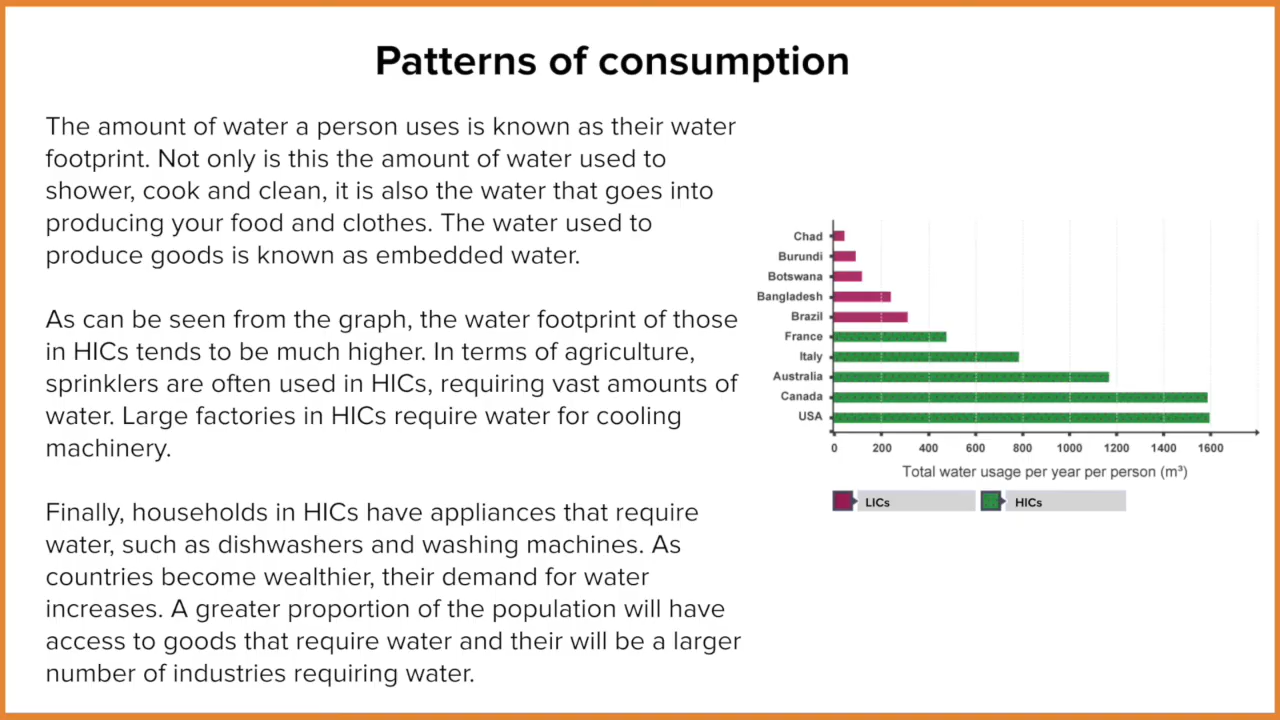 Patterns of consumption
The amount of water a person uses is known as their water
footprint. Not only is this the amount of water used to
shower, cook and clean, it is also the water that goes into
producing your food and clothes. The water used to
produce goods is known as embedded water.
As can be seen from the graph, the water footprint of those
in HICs tends to be much higher. In terms of agriculture,
sprinklers are often used in HICs, requiring vast amounts of
water. Large factories in HICs require water for cooling
machinery.
Finally, households in HICs have appliances that require
water, such as dishwashers and washing machines. As
countries become wealthier, their demand for water
increases. A greater proportion of the population will have
access to goods that require water and their will be a larger
number of industries requiring water.
Chad
Burundi
Botswana
Bangladesh
Brazil
France
Italy
Australia
Canada
USA
0 200 400 600 800 1000 1200 1400 1600
Total water usage per year per person (m³)
LICs HICs